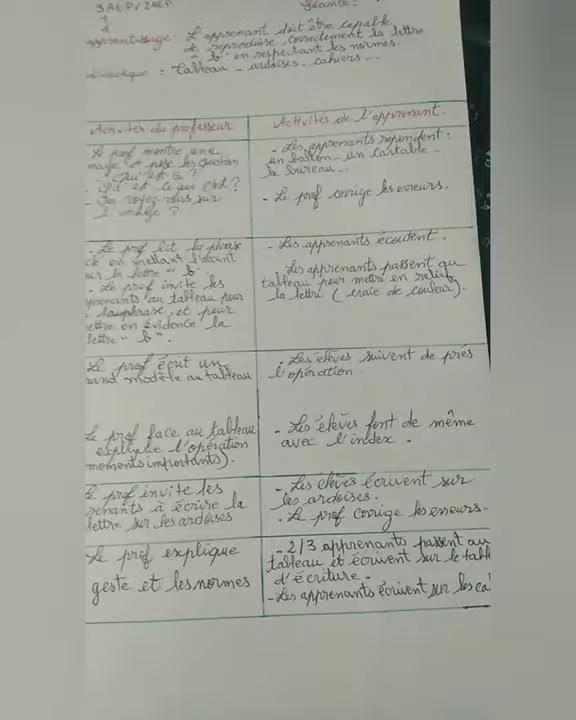 3AEP/2AEP
Séance:
apprentissage: L'apprenant doit être capable
de reproduire correctement la lettre
"b" en respectant les normes.
: tableau - ardoises - cahiers...
Activités du professeur
Le prof montre une
image et pose les question
- Qu'est ce ?
- Qu'est ce que c'est ?
- Que voyez-vous sur
l'image ?
Activités de l'apprenant.
- Les apprenants répondent:
un ballon - un cartable -
le bureau...
- Le prof corrige les erreurs.
- Le prof lit la phrase
en mettant l'accent
sur la lettre "b"
- Le prof invite les
apprenants au tableau pour
la phrase, et pour
mettre en évidence la
lettre "b".
- Les apprenants écoutent.
Les apprenants passent au
tableau pour mettre en relief
la lettre (craie de couleur).
Le prof écrit un
grand modèle au tableau
- Les élèves suivent de près
l'opération
Le prof face au tableau
explique l'opération
moments importants).
- Les élèves font de même
avec l'index.
Le prof invite les
apprenants à écrire la
lettre sur les ardoises
- Les élèves écrivent sur
les ardoises.
- Le prof corrige les erreurs.
Le prof explique
geste et les normes
- 2/3 apprenants passent au
tableau et écrivent sur le tabl
d'écriture -
- Les apprenants écrivent sur les ca